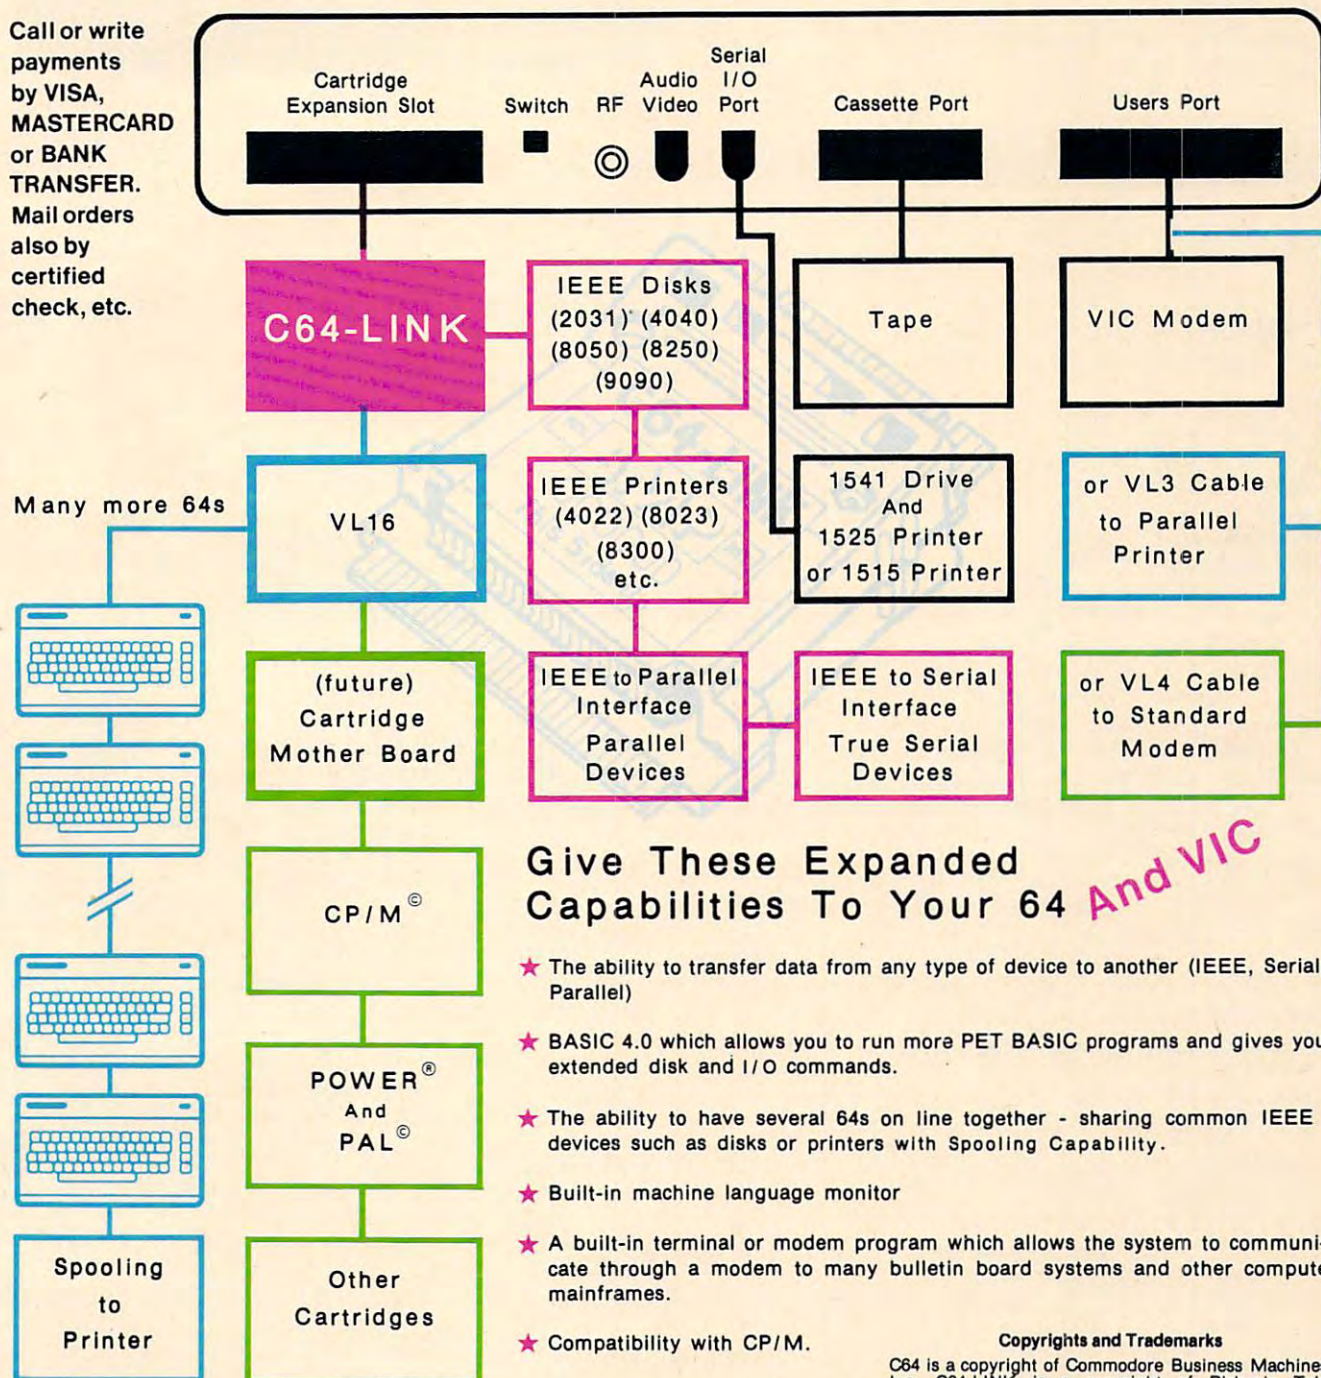 Call or write
payments
by VISA,
MASTERCARD
or BANK
TRANSFER.
Mail orders
also by
certified
check, etc.
Cartridge
Expansion Slot
Switch
RF
Audio
Video
Serial
I/O
Port
Cassette Port
Users Port
C64-LINK
IEEE Disks
(2031) (4040)
(8050) (8250)
(9090)
Tape
VIC Modem
Many more 64s
VL16
IEEE Printers
(4022) (8023)
(8300)
etc.
1541 Drive
And
1525 Printer
or 1515 Printer
or VL3 Cable
to Parallel
Printer
(future)
Cartridge
Mother Board
IEEE to Parallel
Interface
Parallel
Devices
IEEE to Serial
Interface
True Serial
Devices
or VL4 Cable
to Standard
Modem
CP/M©
POWER®
And
PAL©
Other
Cartridges
Spooling
to
Printer
Give These Expanded
Capabilities To Your 64 And VIC
★ The ability to transfer data from any type of device to another (IEEE, Serial
Parallel)
★ BASIC 4.0 which allows you to run more PET BASIC programs and gives you
extended disk and I/O commands.
★ The ability to have several 64s on line together - sharing common IEEE
devices such as disks or printers with Spooling Capability.
★ Built-in machine language monitor
★ A built-in terminal or modem program which allows the system to communi-
cate through a modem to many bulletin board systems and other compute
mainframes.
★ Compatibility with CP/M.
Copyrights and Trademarks
C64 is a copyright of Commodore Business Machines